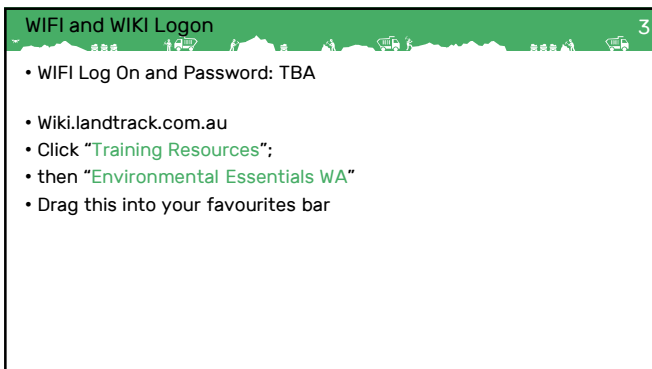 WIFI and WIKI Logon
3
• WIFI Log On and Password: TBA
• Wiki.landtrack.com.au
• Click “Training Resources”;
• then “Environmental Essentials WA”
• Drag this into your favourites bar